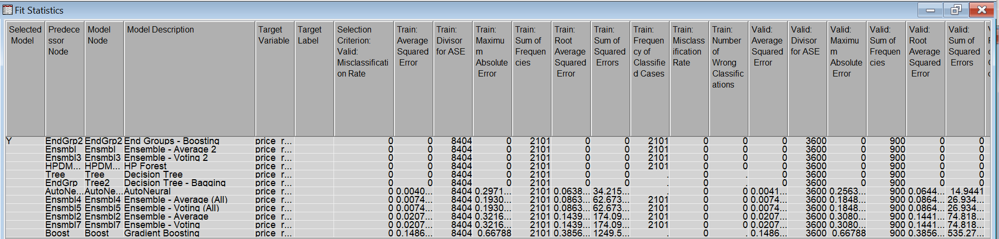 Fit Statistics
Selected Model	Predecessor Node	Model Node	Model Description	Target Variable	Target Label	Selection Criterion: Valid: Misclassification Rate	Train: Average Squared Error	Train: Divisor for ASE	Train: Maximum Absolute Error	Train: Sum of Frequencies	Train: Root Average Squared Error	Train: Sum of Squared Errors	Train: Frequency of Classified Cases	Train: Misclassification Rate	Train: Number of Wrong Classifications	Valid: Average Squared Error	Valid: Divisor for ASE	Valid: Maximum Absolute Error	Valid: Sum of Frequencies	Valid: Root Average Squared Error	Valid: Sum of Squared Errors
Y	EndGrp2	EndGrp2	End Groups - Boosting	price_r...	0	0	8404	0	2101	0	0	2101	0	0	0	3600	0	900	0	0
Ensmbl	Ensmbl	Ensemble - Average 2	price_r...	0	0	8404	0	2101	0	0	2101	0	0	0	3600	0	900	0	0
Ensmbl3	Ensmbl3	Ensemble - Voting 2	price_r...	0	0	8404	0	2101	0	0	2101	0	0	0	3600	0	900	0	0
HPDM...	HPDM...	HP Forest	price_r...	0	0	8404	0	2101	0	0	2101	0	0	0	3600	0	900	0	0
Tree	Tree	Decision Tree	price_r...	0	0	8404	0	2101	0	0	.	0	.	0	3600	0	900	0	0
EndGrp	Tree2	Decision Tree - Bagging	price_r...	0	0	8404	0	2101	0	0	.	0	.	0	3600	0	900	0	0
AutoNe...	AutoNe...	AutoNeural	price_r...	0	0.0040...	8404	0.2971...	2101	0.0638...	34.215...	.	0	0	0.0041...	3600	0.2563...	900	0.0644...	14.9441
Ensmbl4	Ensmbl4	Ensemble - Average (All)	price_r...	0	0.0074...	8404	0.1930...	2101	0.0863...	62.673...	2101	0	0	0.0074...	3600	0.1848...	900	0.0864...	26.934...
Ensmbl5	Ensmbl5	Ensemble - Voting (All)	price_r...	0	0.0074...	8404	0.1930...	2101	0.0863...	62.673...	2101	0	0	0.0074...	3600	0.1848...	900	0.0864...	26.934...
Ensmbl2	Ensmbl2	Ensemble - Average	price_r...	0	0.0207...	8404	0.3216...	2101	0.1439...	174.09...	2101	0	0	0.0207...	3600	0.3080...	900	0.1441...	74.818...
Ensmbl7	Ensmbl7	Ensemble - Voting	price_r...	0	0.0207...	8404	0.3216...	2101	0.1439...	174.09...	2101	0	0	0.0207...	3600	0.3080...	900	0.1441...	74.818...
Boost	Boost	Gradient Boosting	price_r...	0	0.1486...	8404	0.66788	2101	0.3856...	1249.5...	.	0	.	0.1486...	3600	0.66788	900	0.3856...	535.27...